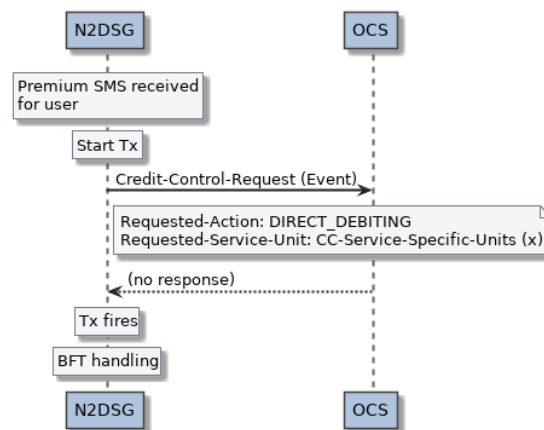 N2DSG
OCS
Premium SMS received
for user
Start Tx
Credit-Control-Request (Event)
Requested-Action: DIRECT_DEBITING
Requested-Service-Unit: CC-Service-Specific-Units (x)
(no response)
Tx fires
BFT handling
N2DSG
OCS